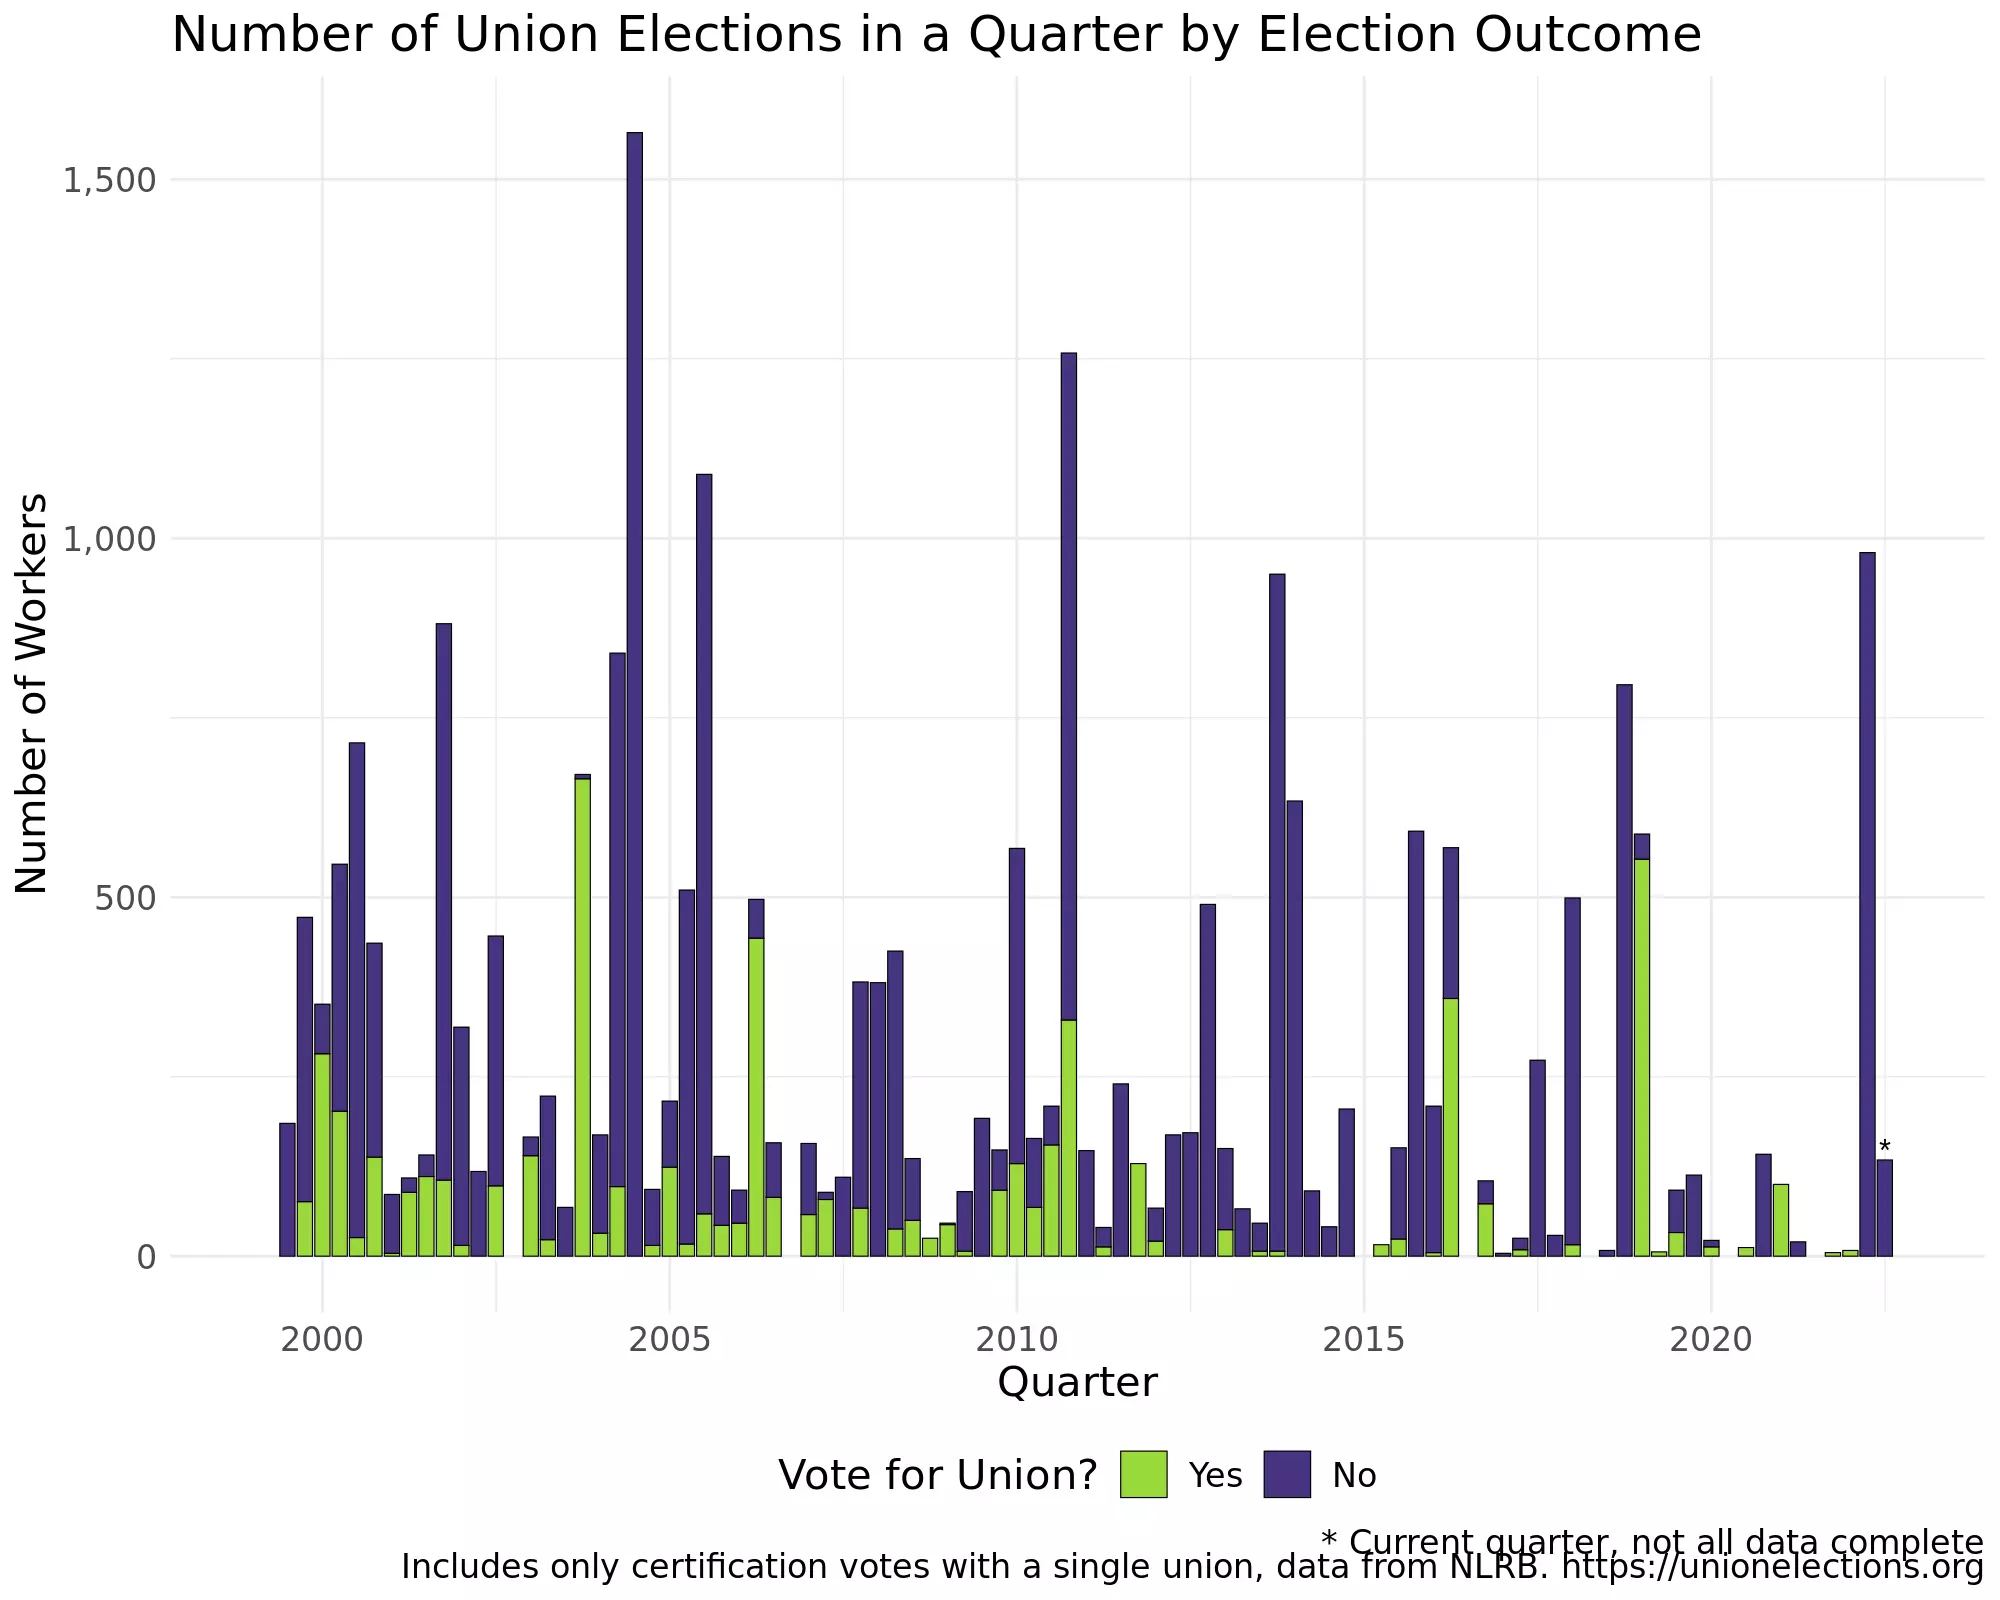 Number of Union Elections in a Quarter by Election Outcome
Number of Workers
1,500
1,000
500
0
*
2000 2005 2010 2015 2020
Quarter
Vote for Union? Yes No
* Current quarter, not all data complete
Includes only certification votes with a single union, data from NLRB. https://unionelections.org